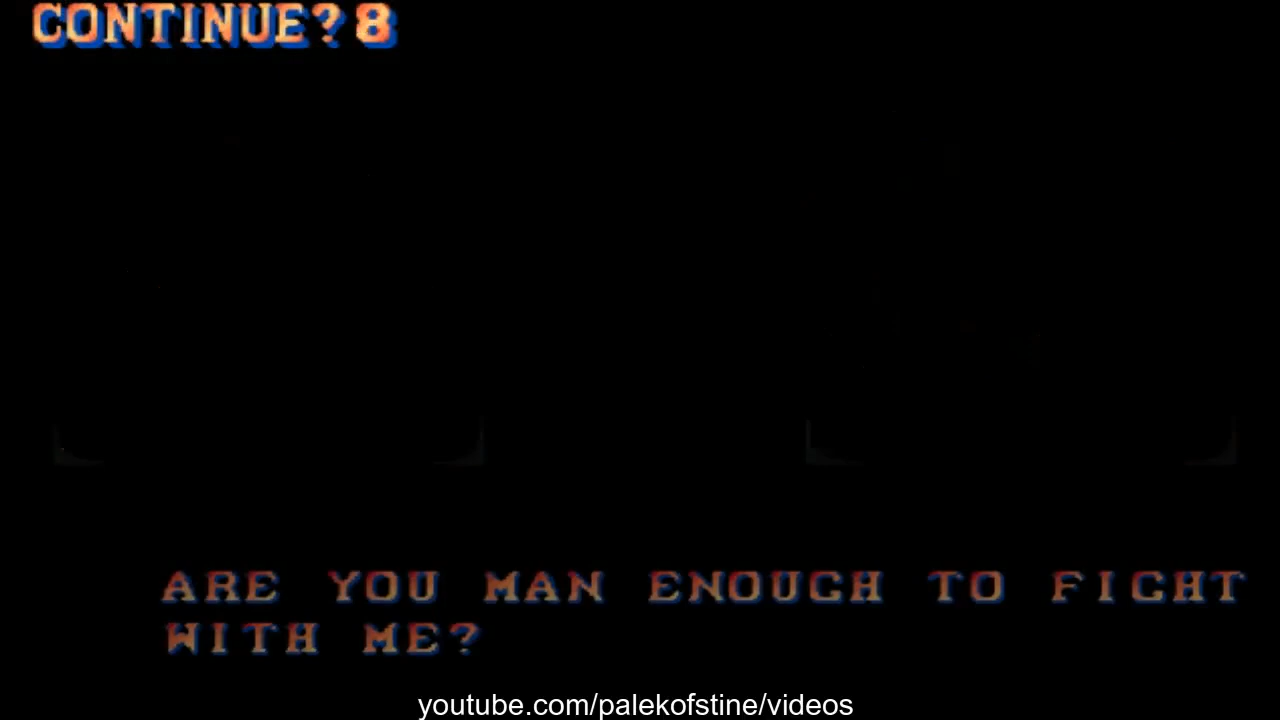 CONTINUE? 8
ARE YOU MAN ENOUGH TO FIGHT
WITH ME?
youtube.com/palekofstine/videos